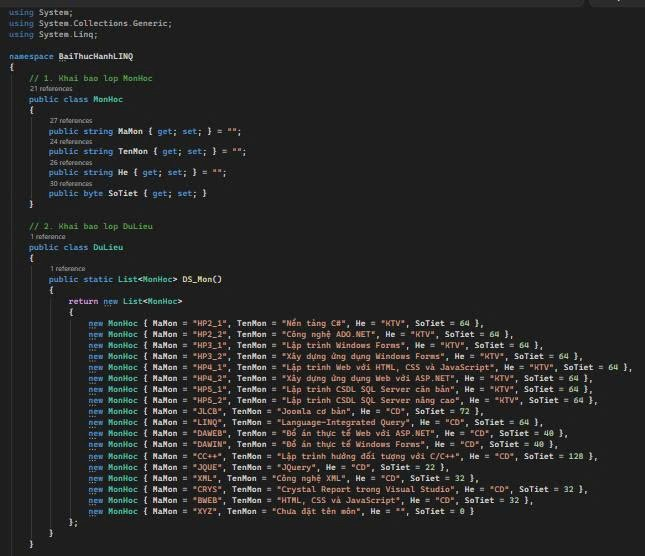 using System;
using System.Collections.Generic;
using System.Linq;
namespace BaiThucHanhLINQ
{
// 1. Khai bao lop MonHoc
21 references
public class MonHoc
{
27 references
public string MaMon { get; set; } = "";
24 references
public string TenMon { get; set; } = "";
26 references
public string He { get; set; } = "";
30 references
public byte SoTiet { get; set; }
}
// 2. Khai bao lop DuLieu
1 reference
public class DuLieu
{
1 reference
public static List<MonHoc> DS_Mon()
{
return new List<MonHoc>
{
new MonHoc { MaMon = "HP2_1", TenMon = "Nền tảng C#", He = "KTV", SoTiet = 64 },
new MonHoc { MaMon = "HP2_2", TenMon = "Công nghệ ADO.NET", He = "KTV", SoTiet = 64 },
new MonHoc { MaMon = "HP3_1", TenMon = "Lập trình Windows Forms", He = "KTV", SoTiet = 64 },
new MonHoc { MaMon = "HP3_2", TenMon = "Xây dựng ứng dụng Windows Forms", He = "KTV", SoTiet = 64 },
new MonHoc { MaMon = "HP4_1", TenMon = "Lập trình Web với HTML, CSS và JavaScript", He = "KTV", SoTiet = 64 },
new MonHoc { MaMon = "HP4_2", TenMon = "Xây dựng ứng dụng Web với ASP.NET", He = "KTV", SoTiet = 64 },
new MonHoc { MaMon = "HP5_1", TenMon = "Lập trình CSDL SQL Server căn bản", He = "KTV", SoTiet = 64 },
new MonHoc { MaMon = "HP5_2", TenMon = "Lập trình CSDL SQL Server nâng cao", He = "KTV", SoTiet = 64 },
new MonHoc { MaMon = "JLCB", TenMon = "Joomla cơ bản", He = "CD", SoTiet = 72 },
new MonHoc { MaMon = "LINQ", TenMon = "Language-Integrated Query", He = "CD", SoTiet = 64 },
new MonHoc { MaMon = "DAWEB", TenMon = "Đồ án thực tế Web với ASP.NET", He = "CD", SoTiet = 40 },
new MonHoc { MaMon = "DAWIN", TenMon = "Đồ án thực tế", He = "CD", SoTiet = 40 },
new MonHoc { MaMon = "CC++", TenMon = "Lập trình hướng đối tượng với C/C++", He = "CD", SoTiet = 128 },
new MonHoc { MaMon = "JQUE", TenMon = "JQuery", He = "CD", SoTiet = 22 },
new MonHoc { MaMon = "XML", TenMon = "Công nghệ XML", He = "CD", SoTiet = 32 },
new MonHoc { MaMon = "CRYS", TenMon = "Crystal Report trong Visual Studio", He = "CD", SoTiet = 32 },
new MonHoc { MaMon = "BWEB", TenMon = "HTML, CSS và JavaScript", He = "CD", SoTiet = 32 },
new MonHoc { MaMon = "XYZ", TenMon = "Chưa đặt tên môn", He = "", SoTiet = 0 }
};
}
}